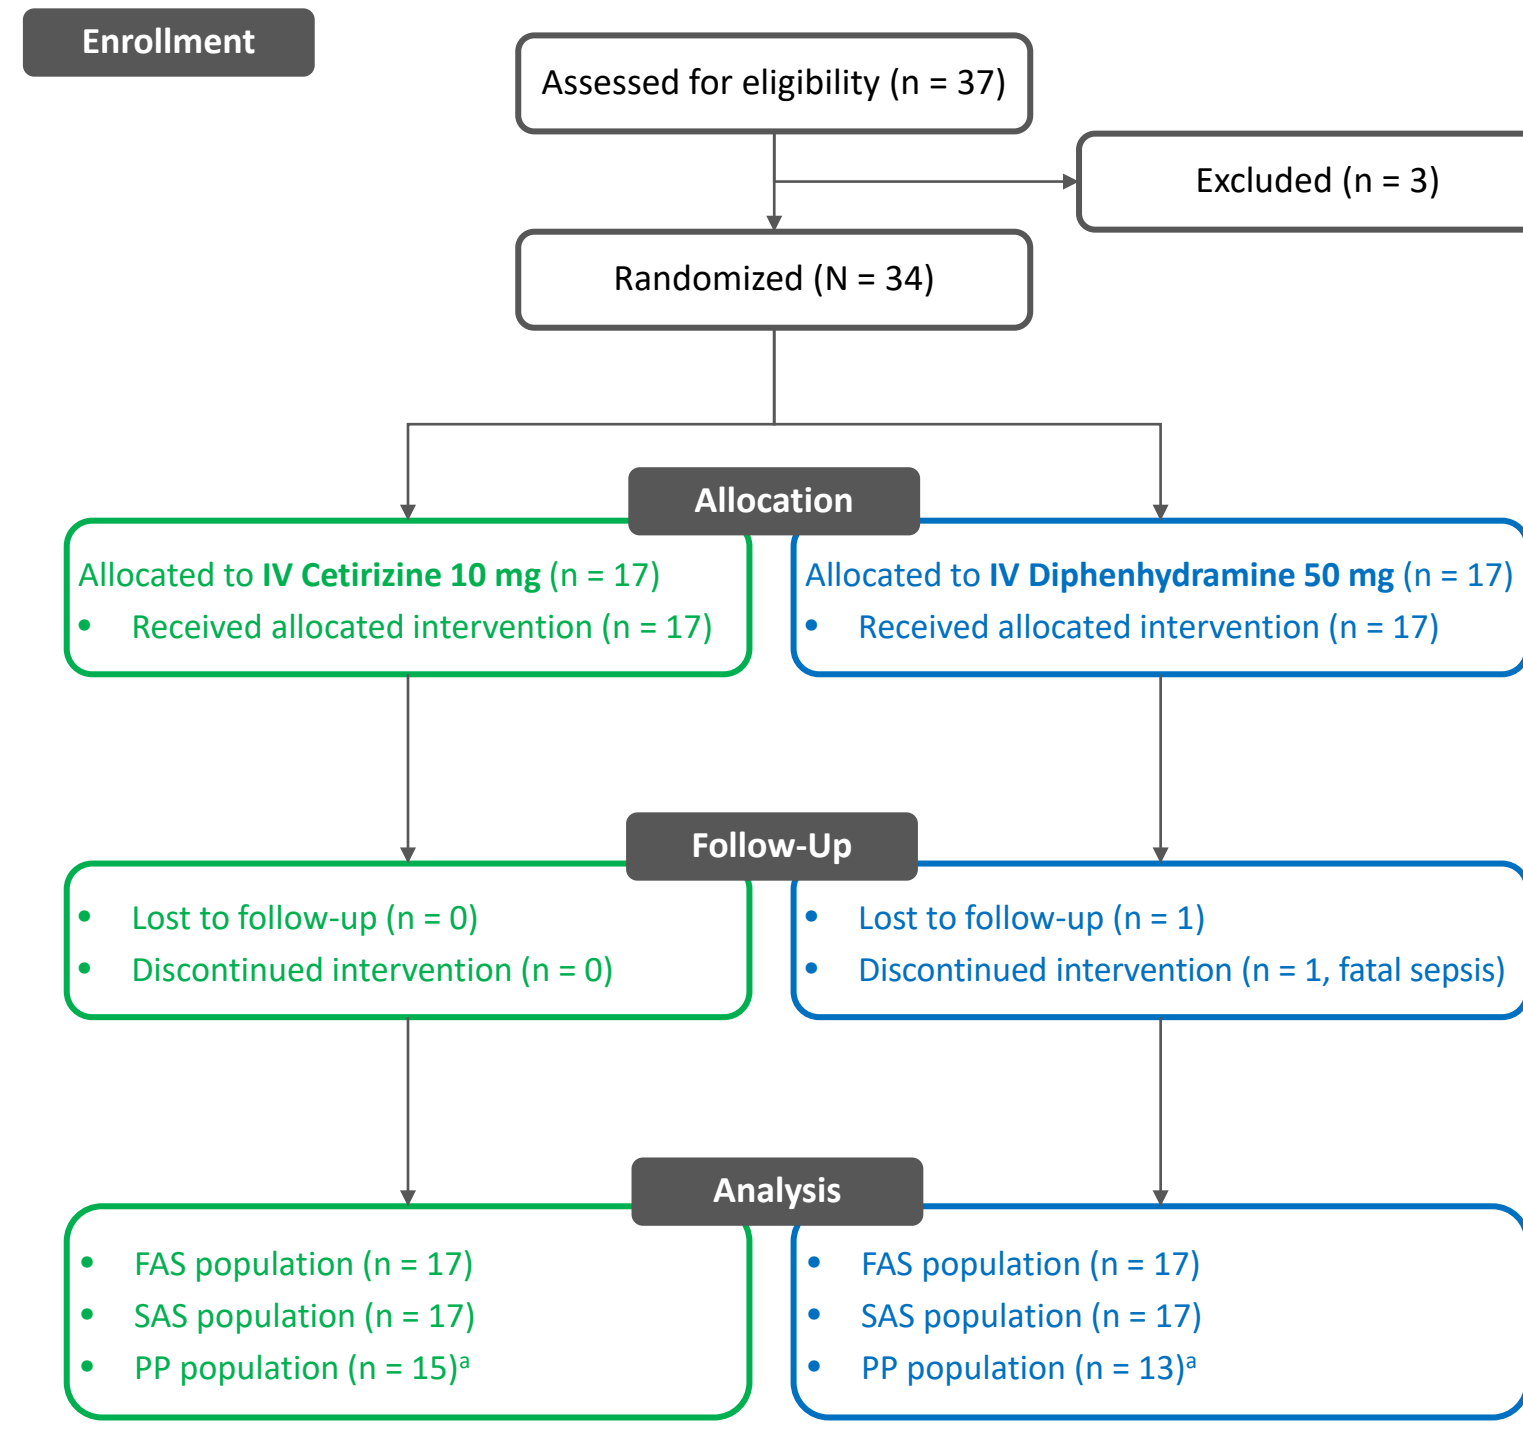 Enrollment
Assessed for eligibility (n = 37)
Excluded (n = 3)
Randomized (N = 34)
Allocation
Allocated to IV Cetirizine 10 mg (n = 17)
• Received allocated intervention (n = 17)
Allocated to IV Diphenhydramine 50 mg (n = 17)
• Received allocated intervention (n = 17)
Follow-Up
• Lost to follow-up (n = 0)
• Discontinued intervention (n = 0)
• Lost to follow-up (n = 1)
• Discontinued intervention (n = 1, fatal sepsis)
Analysis
• FAS population (n = 17)
• SAS population (n = 17)
• PP population (n = 15)ᵃ
• FAS population (n = 17)
• SAS population (n = 17)
• PP population (n = 13)ᵃ